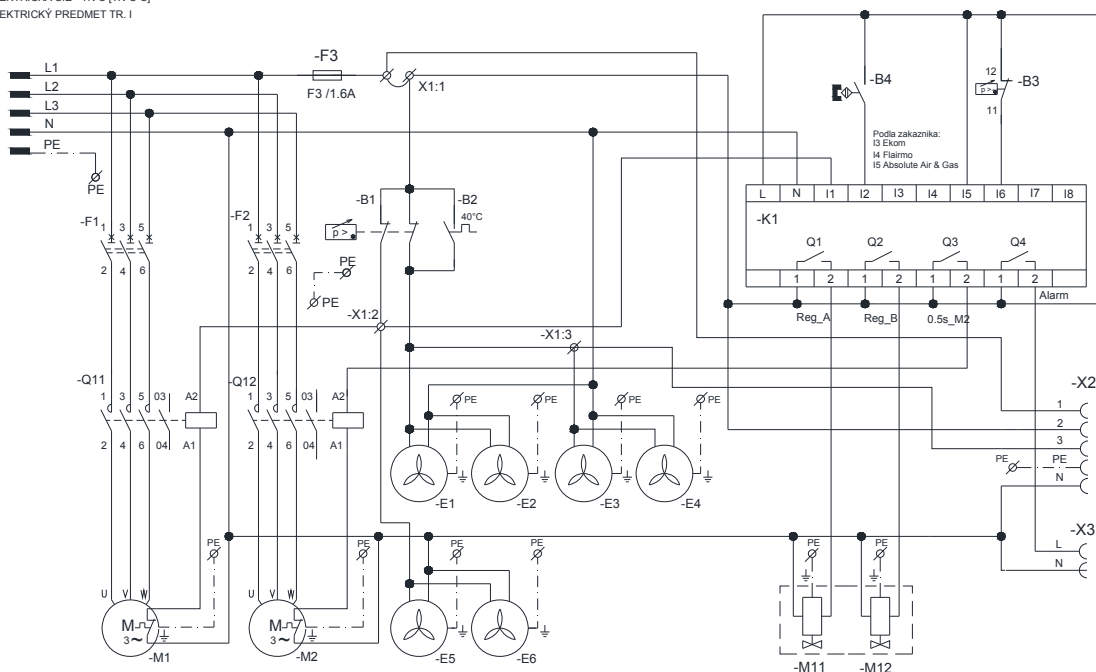 EKTRICKÝ PREDMET TR. I
L1
L2
L3
N
PE
PE
-F3
F3 /1.6A
X1:1
-B4
12
-B3
p >
11
Podla zakaznika:
I3 Ekom
I4 Flairmo
I5 Absolute Air & Gas
L N I1 I2 I3 I4 I5 I6 I7 I8
-K1
Q1 Q2 Q3 Q4
1 2 1 2 1 2 1 2
Alarm
Reg_A Reg_B 0.5s_M2
-F1 1 3 5
2 4 6
-F2 1 3 5
2 4 6
-B1 -B2
40°C
p >
PE
PE
-X1:2
-X1:3
-Q11
1 3 5 03 A2
2 4 6 04 A1
-Q12
1 3 5 03 A2
2 4 6 04 A1
PE PE PE PE
-E1 -E2 -E3 -E4
-X2
1
2
3
PE PE
N
-X3
L
N
PE PE PE PE PE PE
U V W
M
3 ~
-M1
U V W
M
3 ~
-M2
-E5 -E6
-M11 -M12